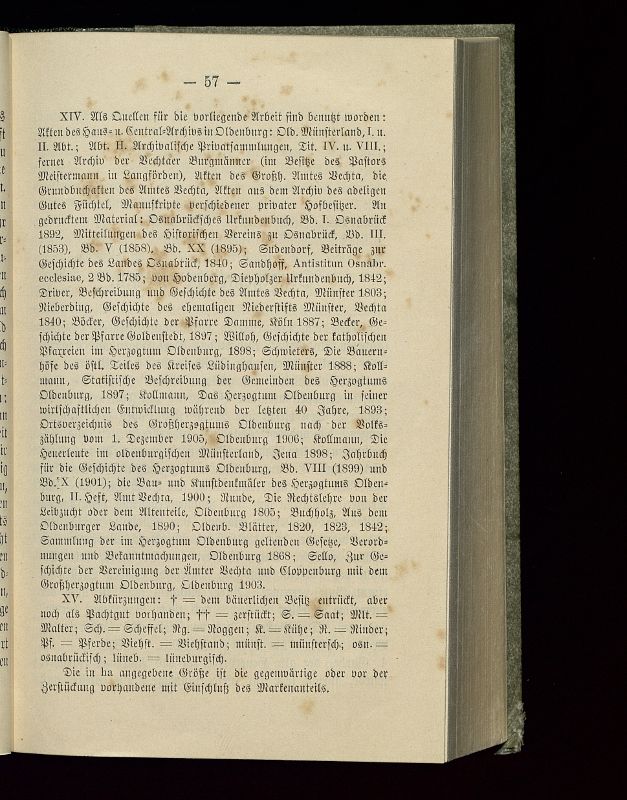 — 57 —
XIV. Als Quellen für die vorliegende Arbeit sind benutzt worden:
Akten des Haus- u. Central-Archivs in Oldenburg: Old. Münsterland, I. u.
II. Abt.; Abt. H. Archivalische Privatsammlungen, Tit. IV. u. VIII.;
ferner Archiv der Vechtaer Burgmänner (im Besitze des Pastors
Meistermann in Langförden), Akten des Großh. Amtes Vechta, die
Grundbuchakten des Amtes Vechta, Akten aus dem Archiv des adeligen
Gutes Füchtel, Manuskripte verschiedener privater Hofbesitzer. An
gedrucktem Material: Osnabrücksches Urkundenbuch, Bd. I. Osnabrück
1892, Mitteilungen des Historischen Vereins zu Osnabrück, Bd. III.
(1853), Bd. V (1858), Bd. XX (1895); Sudendorf, Beiträge zur
Geschichte des Landes Osnabrück, 1840; Sandhoff, Antistitun Osnabr.
ecclesiae, 2 Bd. 1785; von Hodenberg, Diepholzer Urkundenbuch, 1842;
Driver, Beschreibung und Geschichte des Amtes Vechta, Münster 1803;
Nieberding, Geschichte des ehemaligen Niederstifts Münster, Vechta
1840; Böcker, Geschichte der Pfarre Damme, Köln 1887; Becker, Ge-
schichte der Pfarre Goldenstedt, 1897; Willoh, Geschichte der katholischen
Pfarreien im Herzogtum Oldenburg, 1898; Schwieters, Die Bauern-
höfe des östl. Teiles des Kreises Lüdinghausen, Münster 1888; Koll-
mann, Statistische Beschreibung der Gemeinden des Herzogtums
Oldenburg, 1897; Kollmann, Das Herzogtum Oldenburg in seiner
wirtschaftlichen Entwicklung während der letzten 40 Jahre, 1893;
Ortsverzeichnis des Großherzogtums Oldenburg nach der Volks-
zählung vom 1. Dezember 1905, Oldenburg 1906; Kollmann, Die
Heuerleute im oldenburgischen Münsterland, Jena 1898; Jahrbuch
für die Geschichte des Herzogtums Oldenburg, Bd. VIII (1899) und
Bd. X (1901); die Bau- und Kunstdenkmäler des Herzogtums Olden-
burg, II. Heft, Amt Vechta, 1900; Runde, Die Rechtslehre von der
Leibzucht oder dem Altenteile, Oldenburg 1805; Buchholz, Aus dem
Oldenburger Lande, 1890; Oldenb. Blätter, 1820, 1823, 1842;
Sammlung der im Herzogtum Oldenburg geltenden Gesetze, Verord-
nungen und Bekanntmachungen, Oldenburg 1868; Sello, Zur Ge-
schichte der Vereinigung der Ämter Vechta und Cloppenburg mit dem
Großherzogtum Oldenburg, Oldenburg 1903.
XV. Abkürzungen: † = dem bäuerlichen Besitz entrückt, aber
noch als Pachtgut vorhanden; †† = zerstückt; S. = Saat; Mlt. =
Malter; Sch. = Scheffel; Rg. = Roggen; K. = Kühe; R. = Rinder;
Pf. = Pferde; Viehst. = Viehstand; münst. = münstersch; osn. =
osnabrückisch; lüneb. = lüneburgisch.
Die in ha angegebene Größe ist die gegenwärtige oder vor der
Zerstückung vorhandene mit Einschluß des Markenanteils.